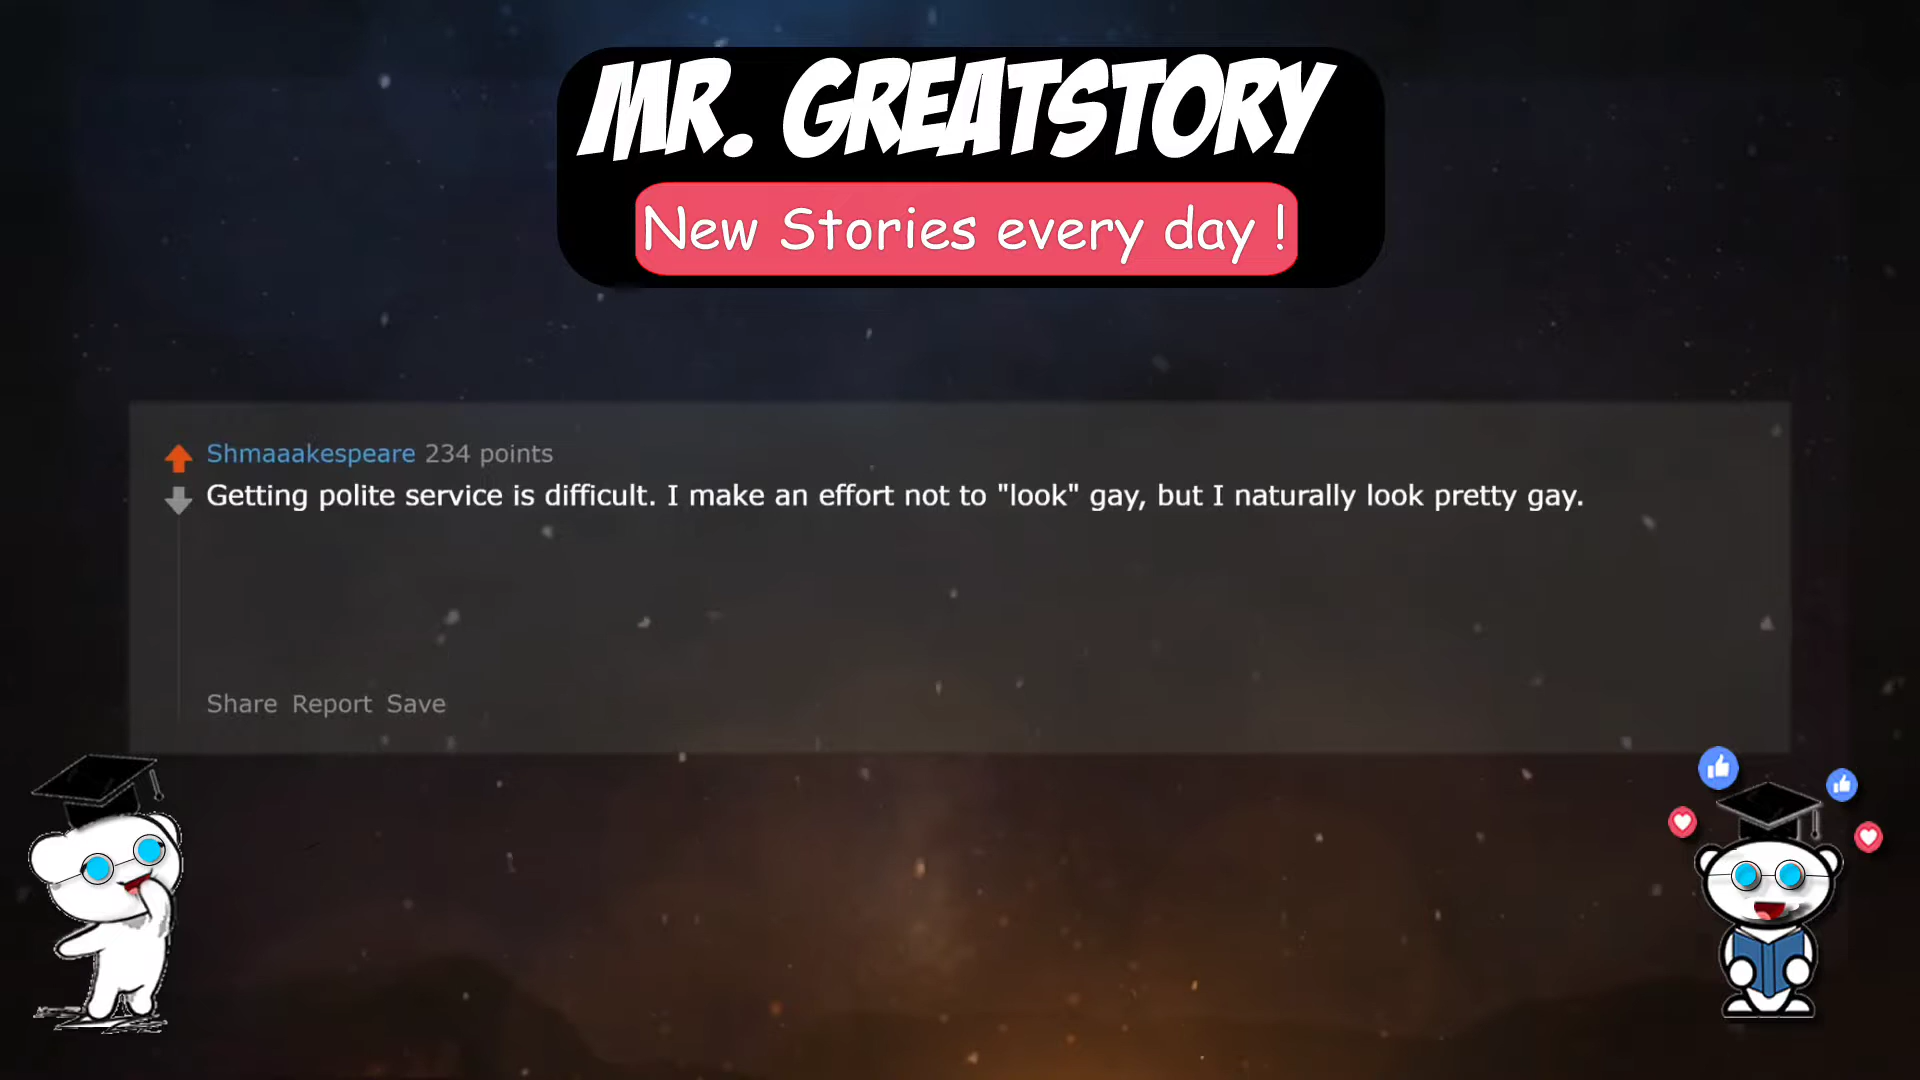 MR. GREATSTORY
New Stories every day !
Shmaaakespeare 234 points
Getting polite service is difficult. I make an effort not to "look" gay, but I naturally look pretty gay.
Share Report Save